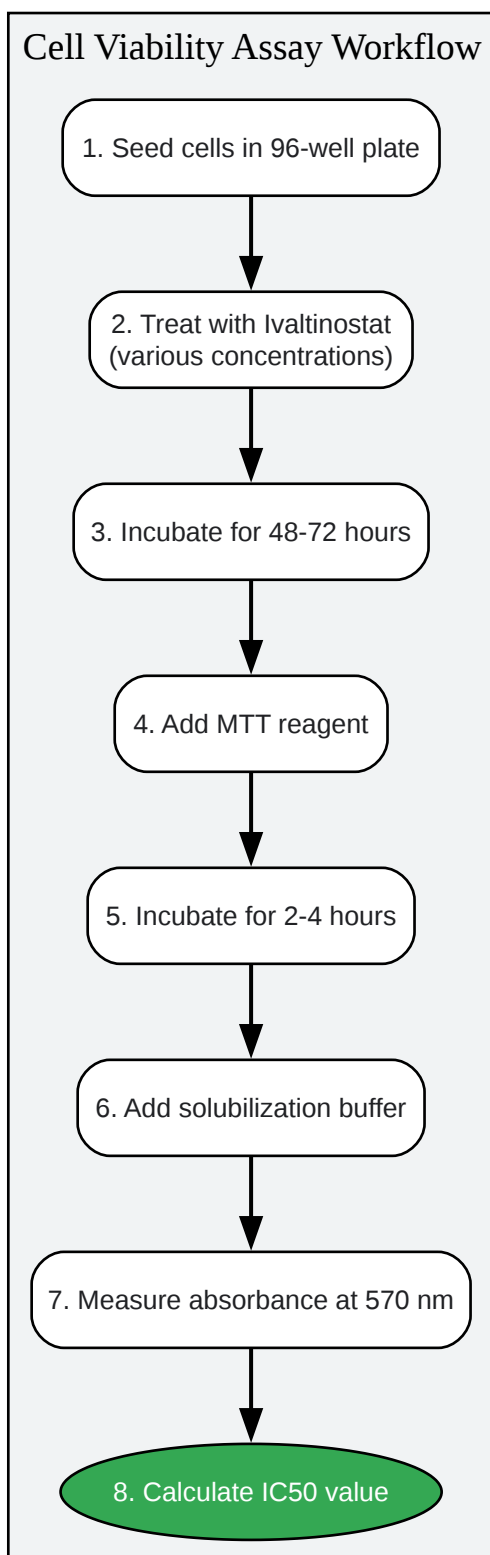 Cell Viability Assay Workflow
1. Seed cells in 96-well plate
2. Treat with Ivaltinostat
(various concentrations)
3. Incubate for 48-72 hours
4. Add MTT reagent
5. Incubate for 2-4 hours
6. Add solubilization buffer
7. Measure absorbance at 570 nm
8. Calculate IC50 value